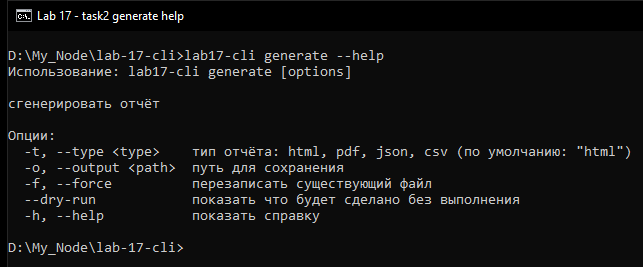 Lab 17 - task2 generate help
D:\My_Node\lab-17-cli>lab17-cli generate --help
Использование: lab17-cli generate [options]
сгенерировать отчёт
Опции:
-t, --type <type> тип отчёта: html, pdf, json, csv (по умолчанию: "html")
-o, --output <path> путь для сохранения
-f, --force перезаписать существующий файл
--dry-run показать что будет сделано без выполнения
-h, --help показать справку
D:\My_Node\lab-17-cli>